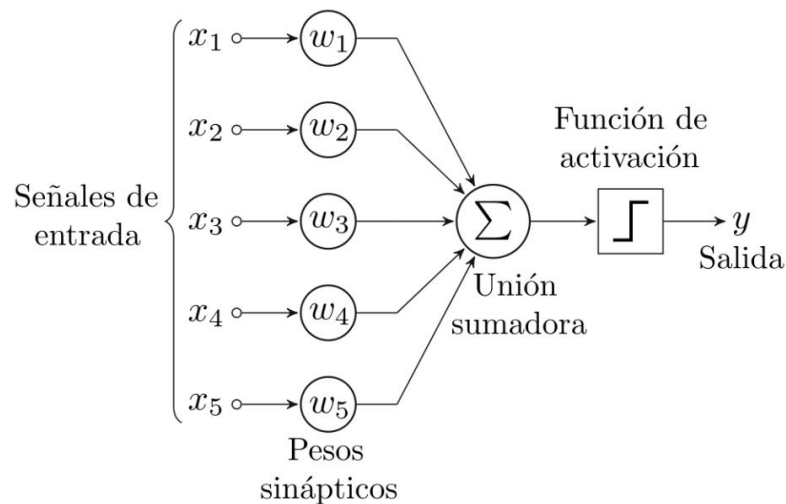 x₁
w₁
x₂
w₂
Función de
activación
Señales de
entrada
x₃
w₃
∑
y
Salida
Unión
sumadora
x₄
w₄
x₅
w₅
Pesos
sinápticos